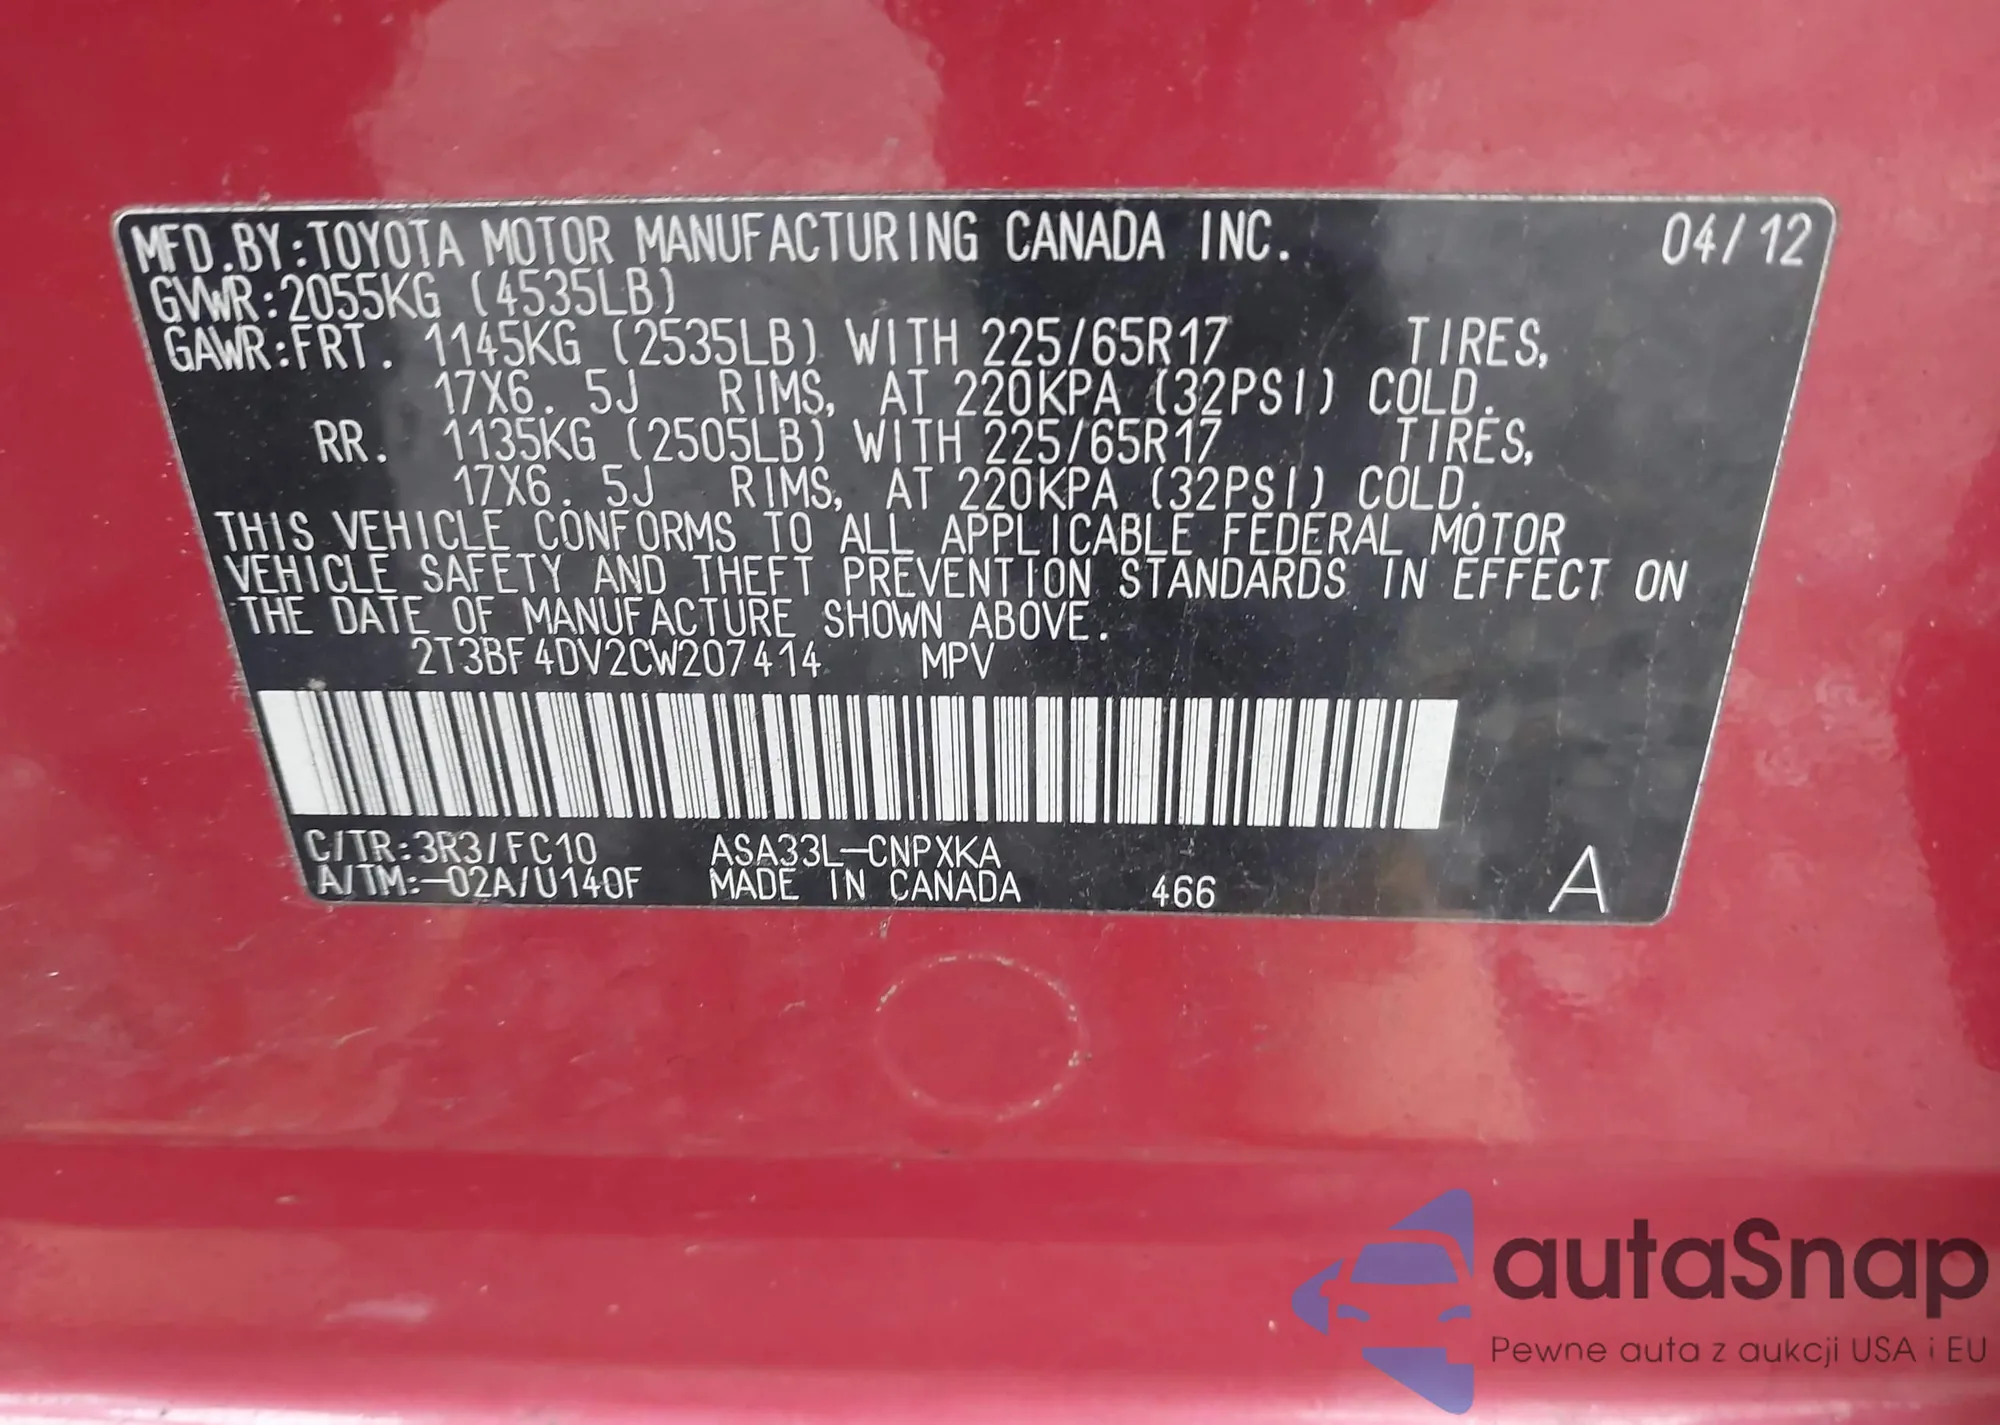 MFD.BY:TOYOTA MOTOR MANUFACTURING CANADA INC. 04/12
GVWR:2055KG (4535LB)
GAWR:FRT. 1145KG (2535LB) WITH 225/65R17 TIRES,
17X6.5J RIMS, AT 220KPA (32PSI) COLD.
RR. 1135KG (2505LB) WITH 225/65R17 TIRES,
17X6.5J RIMS, AT 220KPA (32PSI) COLD.
THIS VEHICLE CONFORMS TO ALL APPLICABLE FEDERAL MOTOR
VEHICLE SAFETY AND THEFT PREVENTION STANDARDS IN EFFECT ON
THE DATE OF MANUFACTURE SHOWN ABOVE.
2T3BF4DV2CW207414 MPV
C/TR:3R3/FC10 ASA33L-CNPXKA
A/TM:-02A/U140F MADE IN CANADA 466 A
autaSnap
Pewne auta z aukcji USA i EU